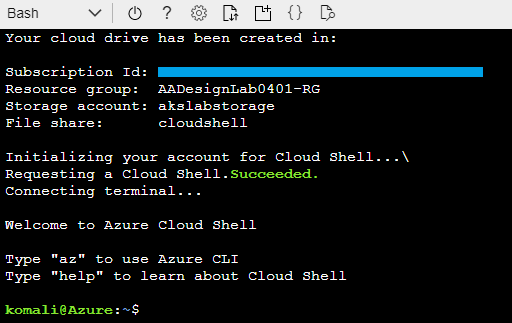 Bash
Your cloud drive has been created in:
Subscription Id:
Resource group:  AADesignLab0401-RG
Storage account: akslabstorage
File share:      cloudshell
Initializing your account for Cloud Shell...\
Requesting a Cloud Shell.Succeeded.
Connecting terminal...
Welcome to Azure Cloud Shell
Type "az" to use Azure CLI
Type "help" to learn about Cloud Shell
komali@Azure:~$